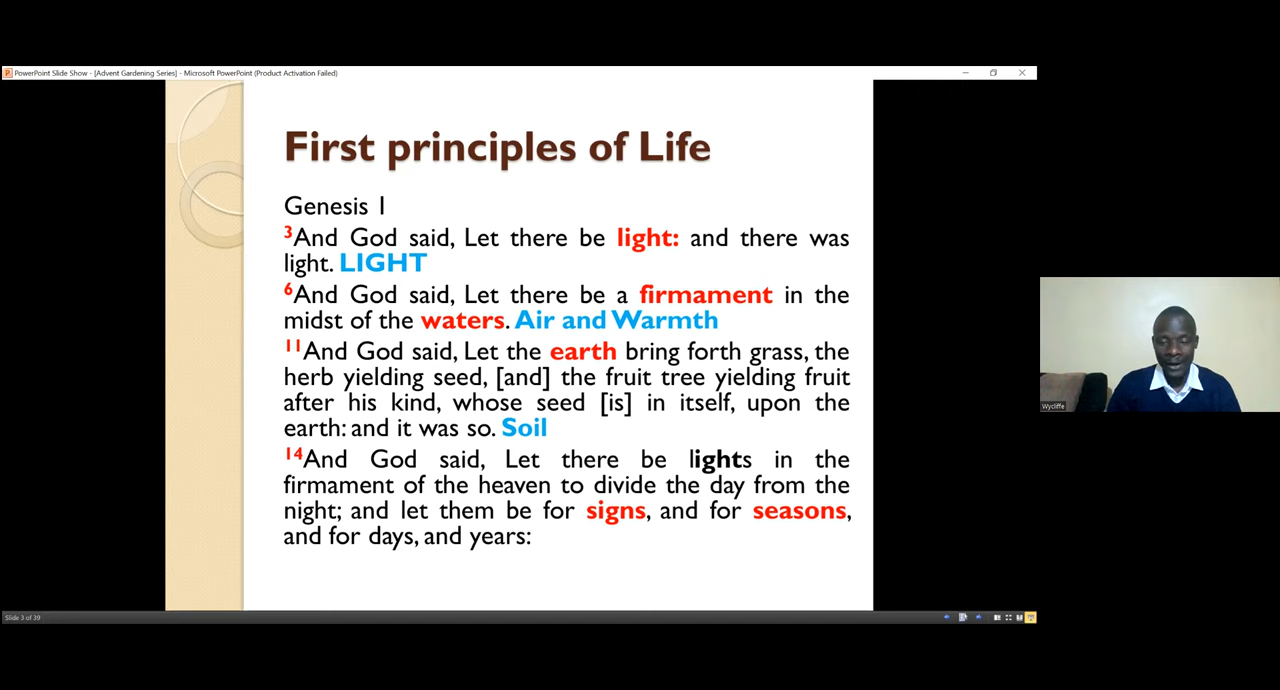 PowerPoint Slide Show - [Advent Gardening Series] - Microsoft PowerPoint (Product Activation Failed)
First principles of Life
Genesis 1
3And God said, Let there be light: and there was
light. LIGHT
6And God said, Let there be a firmament in the
midst of the waters. Air and Warmth
11And God said, Let the earth bring forth grass, the
herb yielding seed, [and] the fruit tree yielding fruit
after his kind, whose seed [is] in itself, upon the
earth: and it was so. Soil
14And God said, Let there be lights in the
firmament of the heaven to divide the day from the
night; and let them be for signs, and for seasons,
and for days, and years:
Wycliffe
Slide 3 of 39